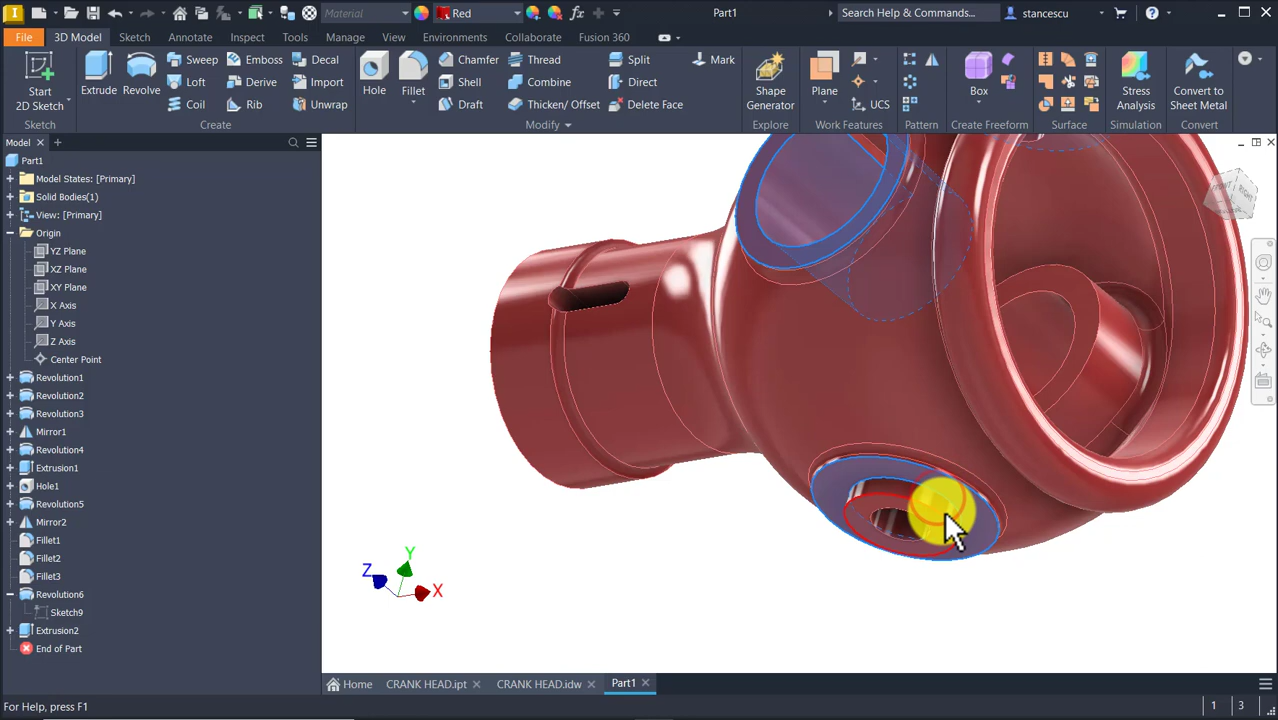 Material
Red
Part1
Search Help & Commands...
stancescu
File
3D Model
Sketch
Annotate
Inspect
Tools
Manage
View
Environments
Collaborate
Fusion 360
Start
2D Sketch
Extrude
Revolve
Sweep
Loft
Coil
Emboss
Derive
Rib
Decal
Import
Unwrap
Hole
Fillet
Chamfer
Shell
Draft
Thread
Combine
Thicken/ Offset
Split
Direct
Delete Face
Mark
Shape
Generator
Plane
UCS
Box
Stress
Analysis
Convert to
Sheet Metal
Sketch
Create
Modify
Explore
Work Features
Pattern
Create Freeform
Surface
Simulation
Convert
Model
Part1
Model States: [Primary]
Solid Bodies(1)
View: [Primary]
Origin
YZ Plane
XZ Plane
XY Plane
X Axis
Y Axis
Z Axis
Center Point
Revolution1
Revolution2
Revolution3
Mirror1
Revolution4
Extrusion1
Hole1
Revolution5
Mirror2
Fillet1
Fillet2
Fillet3
Revolution6
Sketch9
Extrusion2
End of Part
FRONT
RIGHT
Y
Z
X
Home
CRANK HEAD.ipt
CRANK HEAD.idw
Part1
For Help, press F1
1
3